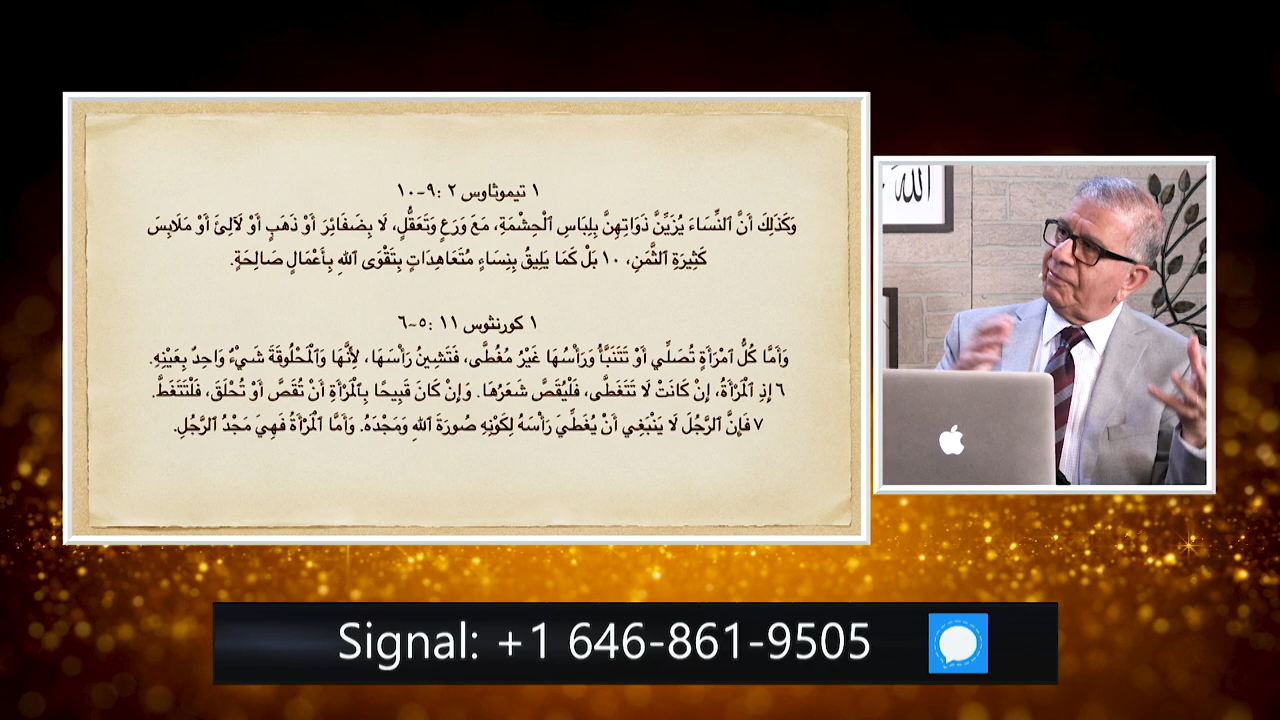 ١ تيموثاوس ٢ :٩-١٠
وَكَذَلِكَ أَنَّ ٱلنِّسَاءَ يُزَيِّنَّ ذَوَاتِهِنَّ بِلِبَاسِ ٱلْحِشْمَةِ، مَعَ وَرَعٍ وَتَعَقُّلٍ، لَا بِضَفَائِرَ أَوْ ذَهَبٍ أَوْ لَآلِئَ أَوْ مَلَابِسَ
كَثِيرَةِ ٱلثَّمَنِ، ١٠ بَلْ كَمَا يَلِيقُ بِنِسَاءٍ مُتَعَاهِدَاتٍ بِتَقْوَى ٱللهِ بِأَعْمَالٍ صَالِحَةٍ.
١ كورنثوس ١١ :٥-٦
وَأَمَّا كُلُّ ٱمْرَأَةٍ تُصَلِّي أَوْ تَتَنَبَّأُ وَرَأْسُهَا غَيْرُ مُغُطَّى، فَتَشِينُ رَأْسَهَا، لِأَنَّهَا وَٱلْمَحْلُوقَةَ شَيْءٌ وَاحِدٌ بِعَيْنِهِ.
٦ إِذِ ٱلْمَرْأَةُ، إِنْ كَانَتْ لَا تَتَغَطَّى، فَلْيُقَصَّ شَعَرُهَا. وَإِنْ كَانَ قَبِيحًا بِٱلْمَرْأَةِ أَنْ تُقَصَّ أَوْ تُحْلَقَ، فَلْتَتَغَطَّ.
٧ فَإِنَّ ٱلرَّجُلَ لَا يَنْبَغِي أَنْ يُغَطِّيَ رَأْسَهُ لِكَوْنِهِ صُورَةَ ٱللهِ وَمَجْدَهُ. وَأَمَّا ٱلْمَرْأَةُ فَهِيَ مَجْدُ ٱلرَّجُلِ.
الله
Signal: +1 646-861-9505